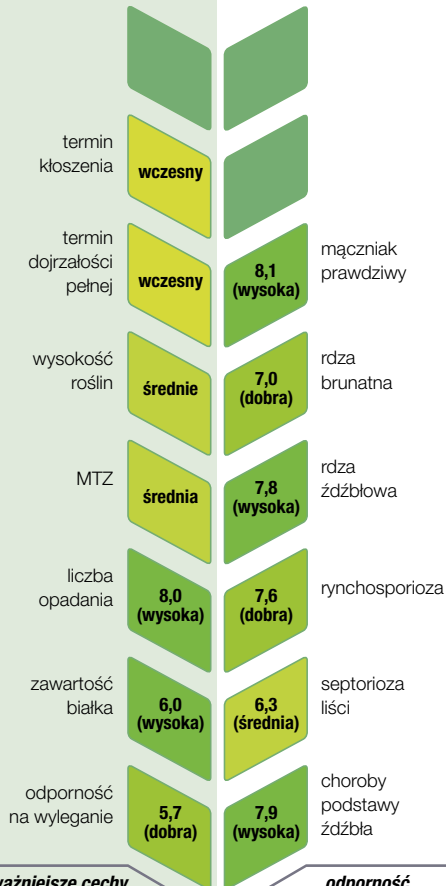 termin
kłoszenia
wczesny
termin
dojrzałości
pełnej
wczesny
8,1
(wysoka)
mączniak
prawdziwy
wysokość
roślin
średnie
7,0
(dobra)
rdza
brunatna
MTZ
średnia
7,8
(wysoka)
rdza
źdźbłowa
liczba
opadania
8,0
(wysoka)
7,6
(dobra)
rynchosporioza
zawartość
białka
6,0
(wysoka)
6,3
(średnia)
septorioza
liści
odporność
na wyleganie
5,7
(dobra)
7,9
(wysoka)
choroby
podstawy
źdźbła
ważniejsze cechy
odporność